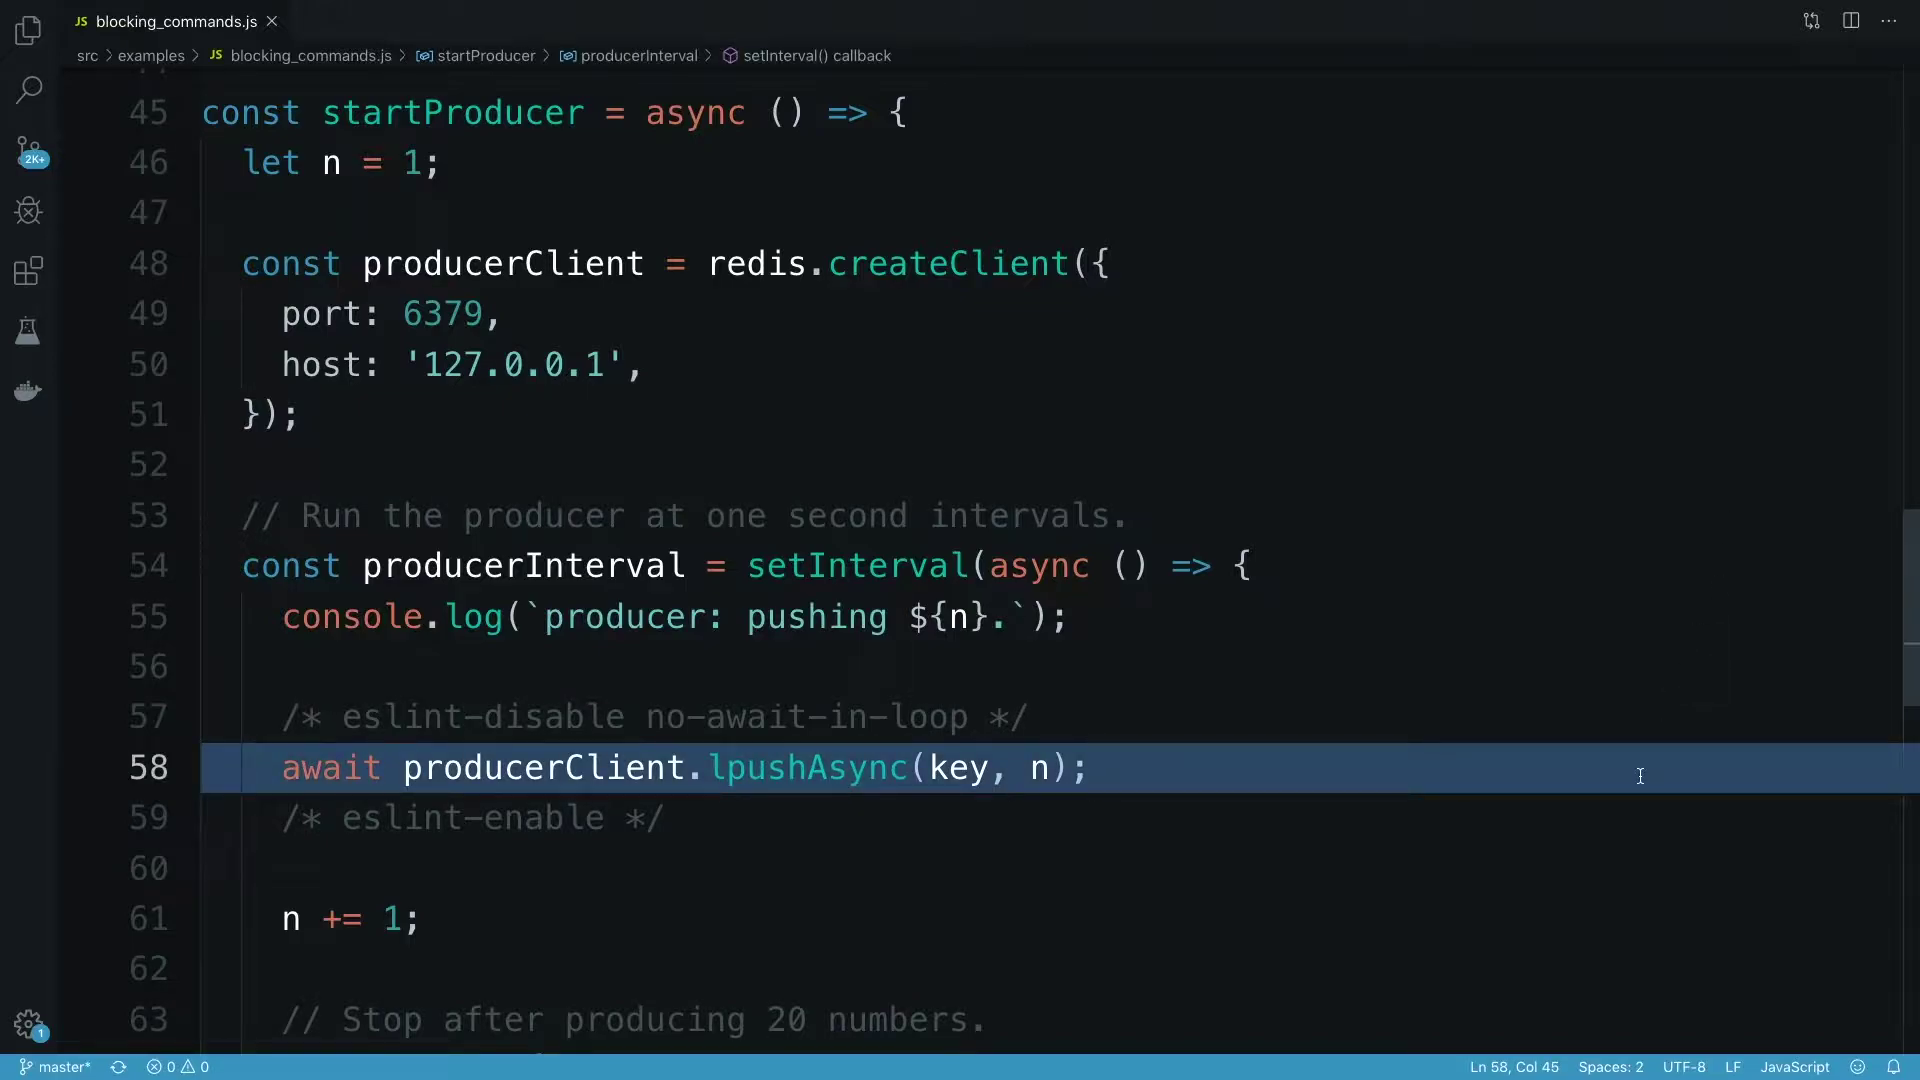 JS blocking_commands.js
src > examples > JS blocking_commands.js > startProducer > producerInterval > setInterval() callback
2K+
45 const startProducer = async () => {
46 let n = 1;
47
48 const producerClient = redis.createClient({
49 port: 6379,
50 host: '127.0.0.1',
51 });
52
53 // Run the producer at one second intervals.
54 const producerInterval = setInterval(async () => {
55 console.log(`producer: pushing ${n}.`);
56
57 /* eslint-disable no-await-in-loop */
58 await producerClient.lpushAsync(key, n);
59 /* eslint-enable */
60
61 n += 1;
62
63 // Stop after producing 20 numbers.
1
master* 0 0 Ln 58, Col 45 Spaces: 2 UTF-8 LF JavaScript